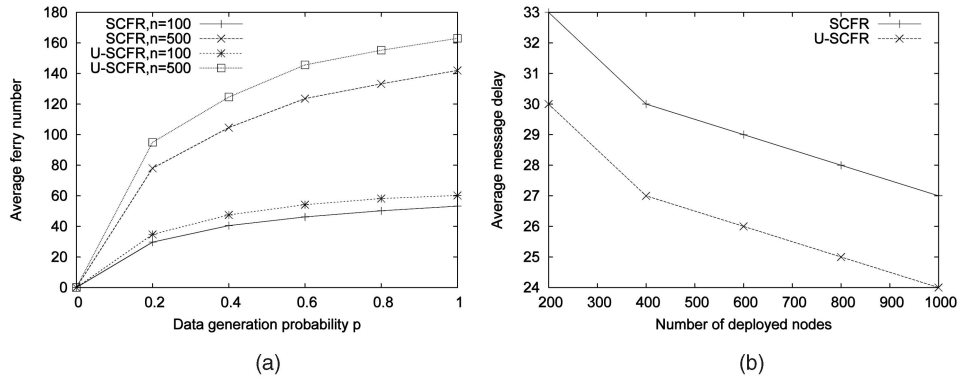 180
160
140
120
100
80
60
40
20
0
SCFR,n=100
SCFR,n=500
U-SCFR,n=100
U-SCFR,n=500
0 0.2 0.4 0.6 0.8 1
Average ferry number
Data generation probability p
(a)
33
32
31
30
29
28
27
26
25
24
SCFR
U-SCFR
200 300 400 500 600 700 800 900 1000
Average message delay
Number of deployed nodes
(b)